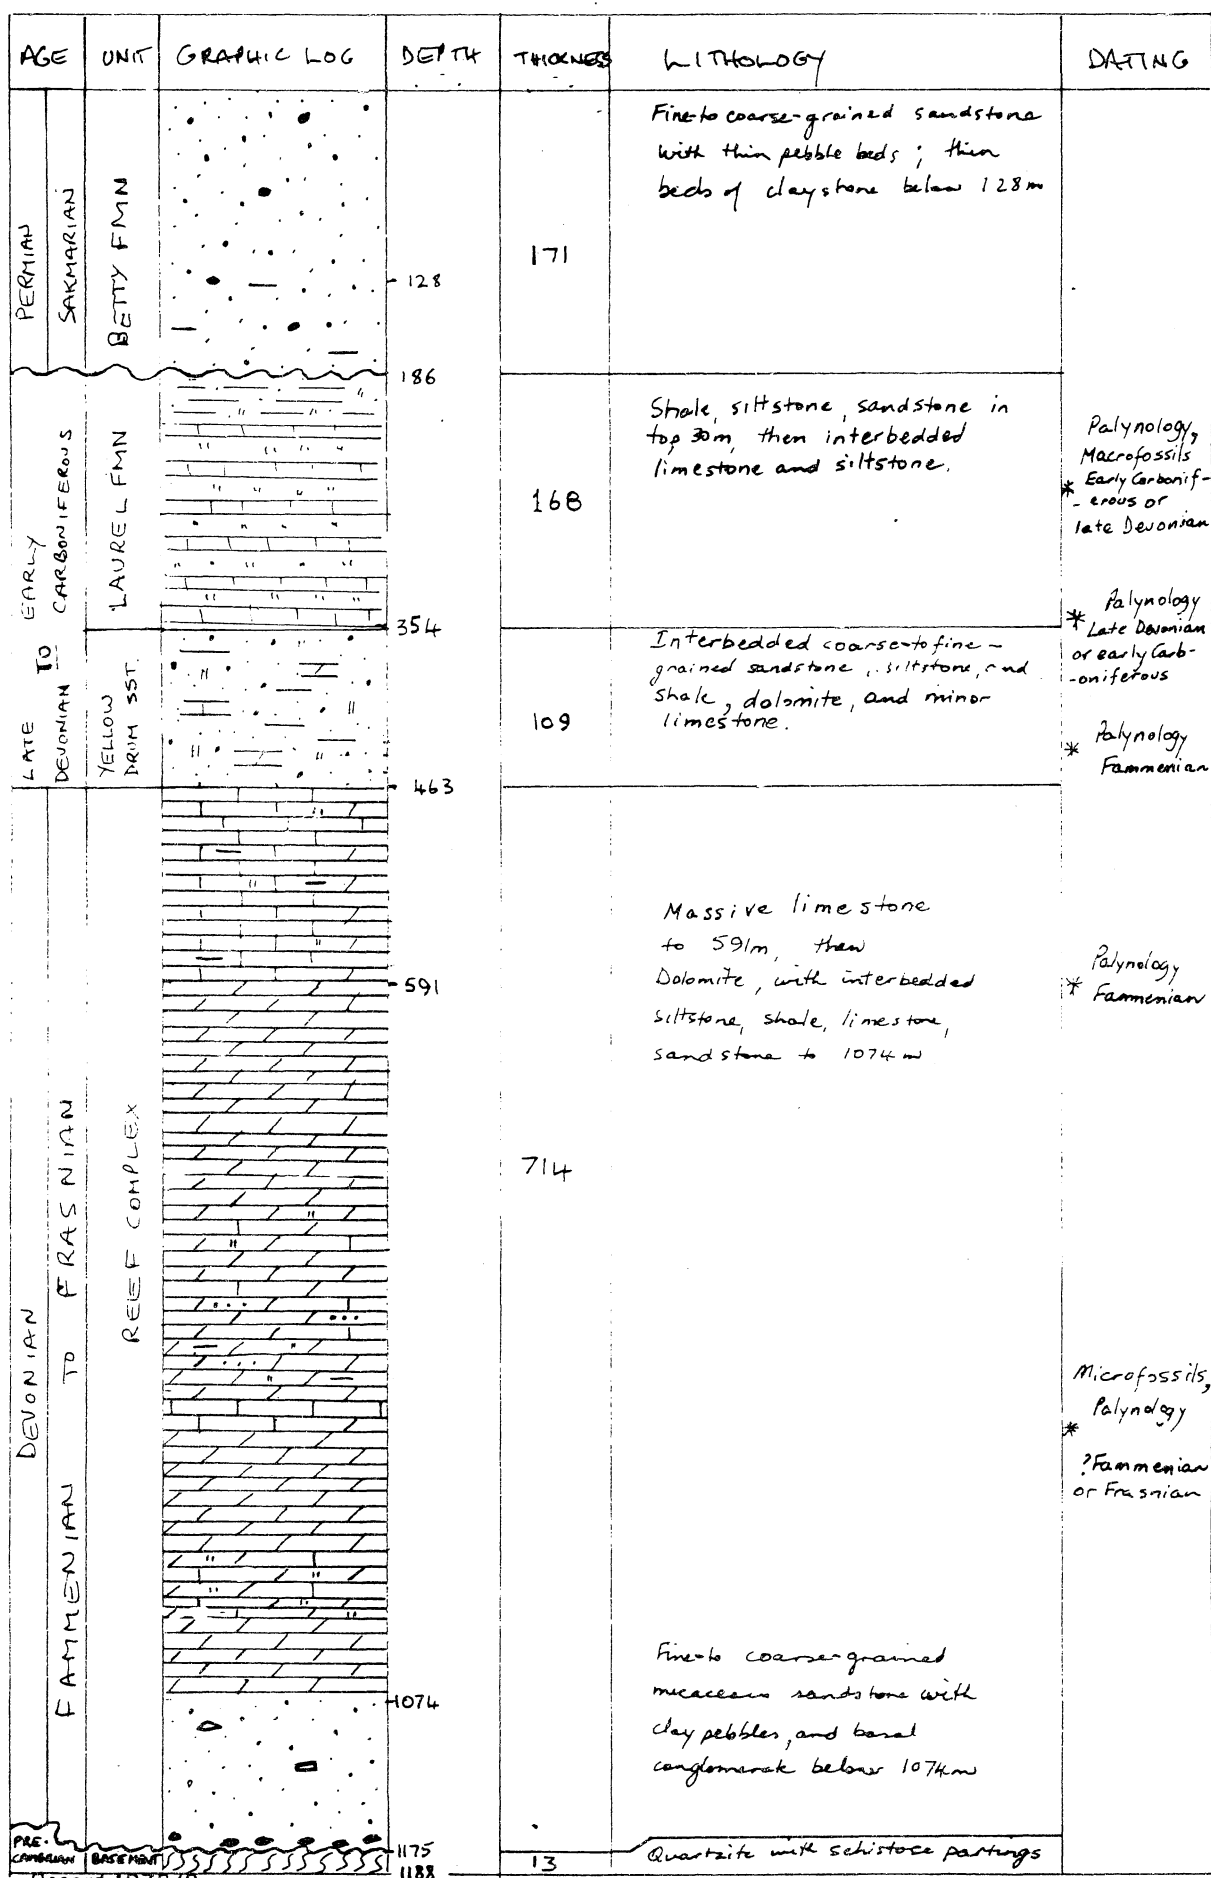 AGE UNIT GRAPHIC LOG DEPTH THICKNESS LITHOLOGY DATING
PERMIAN
SAKMARIAN
BETTY FMN
128
186
171
Fine-to coarse-grained sandstone
with thin pebble beds ; thin
beds of claystone below 128m
LATE DEVONIAN TO EARLY CARBONIFEROUS
LAUREL FMN
354
168
Shale, siltstone, sandstone in
top 30m, then interbedded
limestone and siltstone.
Palynology,
Macrofossils
* Early Carbonif-
-erous or
late Devonian
YELLOW
DRUM SST.
463
109
Interbedded coarse-to fine-
grained sandstone, siltstone, and
shale, dolomite, and minor
limestone.
Palynology
* Late Devonian
or early Carb-
-oniferous
Palynology
* Fammenian
DEVONIAN
FAMMENIAN TO FRASNIAN
REEF COMPLEX
591
1074
1175
714
Massive limestone
to 591m, then
Dolomite, with interbedded
siltstone, shale, limestone,
sandstone to 1074m
Palynology
* Fammenian
Microfossils,
Palynology
*
?Fammenian
or Frasnian
Fine-to coarse-grained
micaceous sandstone with
clay pebbles, and basal
conglomerate below 1074m
PRE-
CAMBRIAN
BASEMENT
1188
13
Quartzite with schistose partings